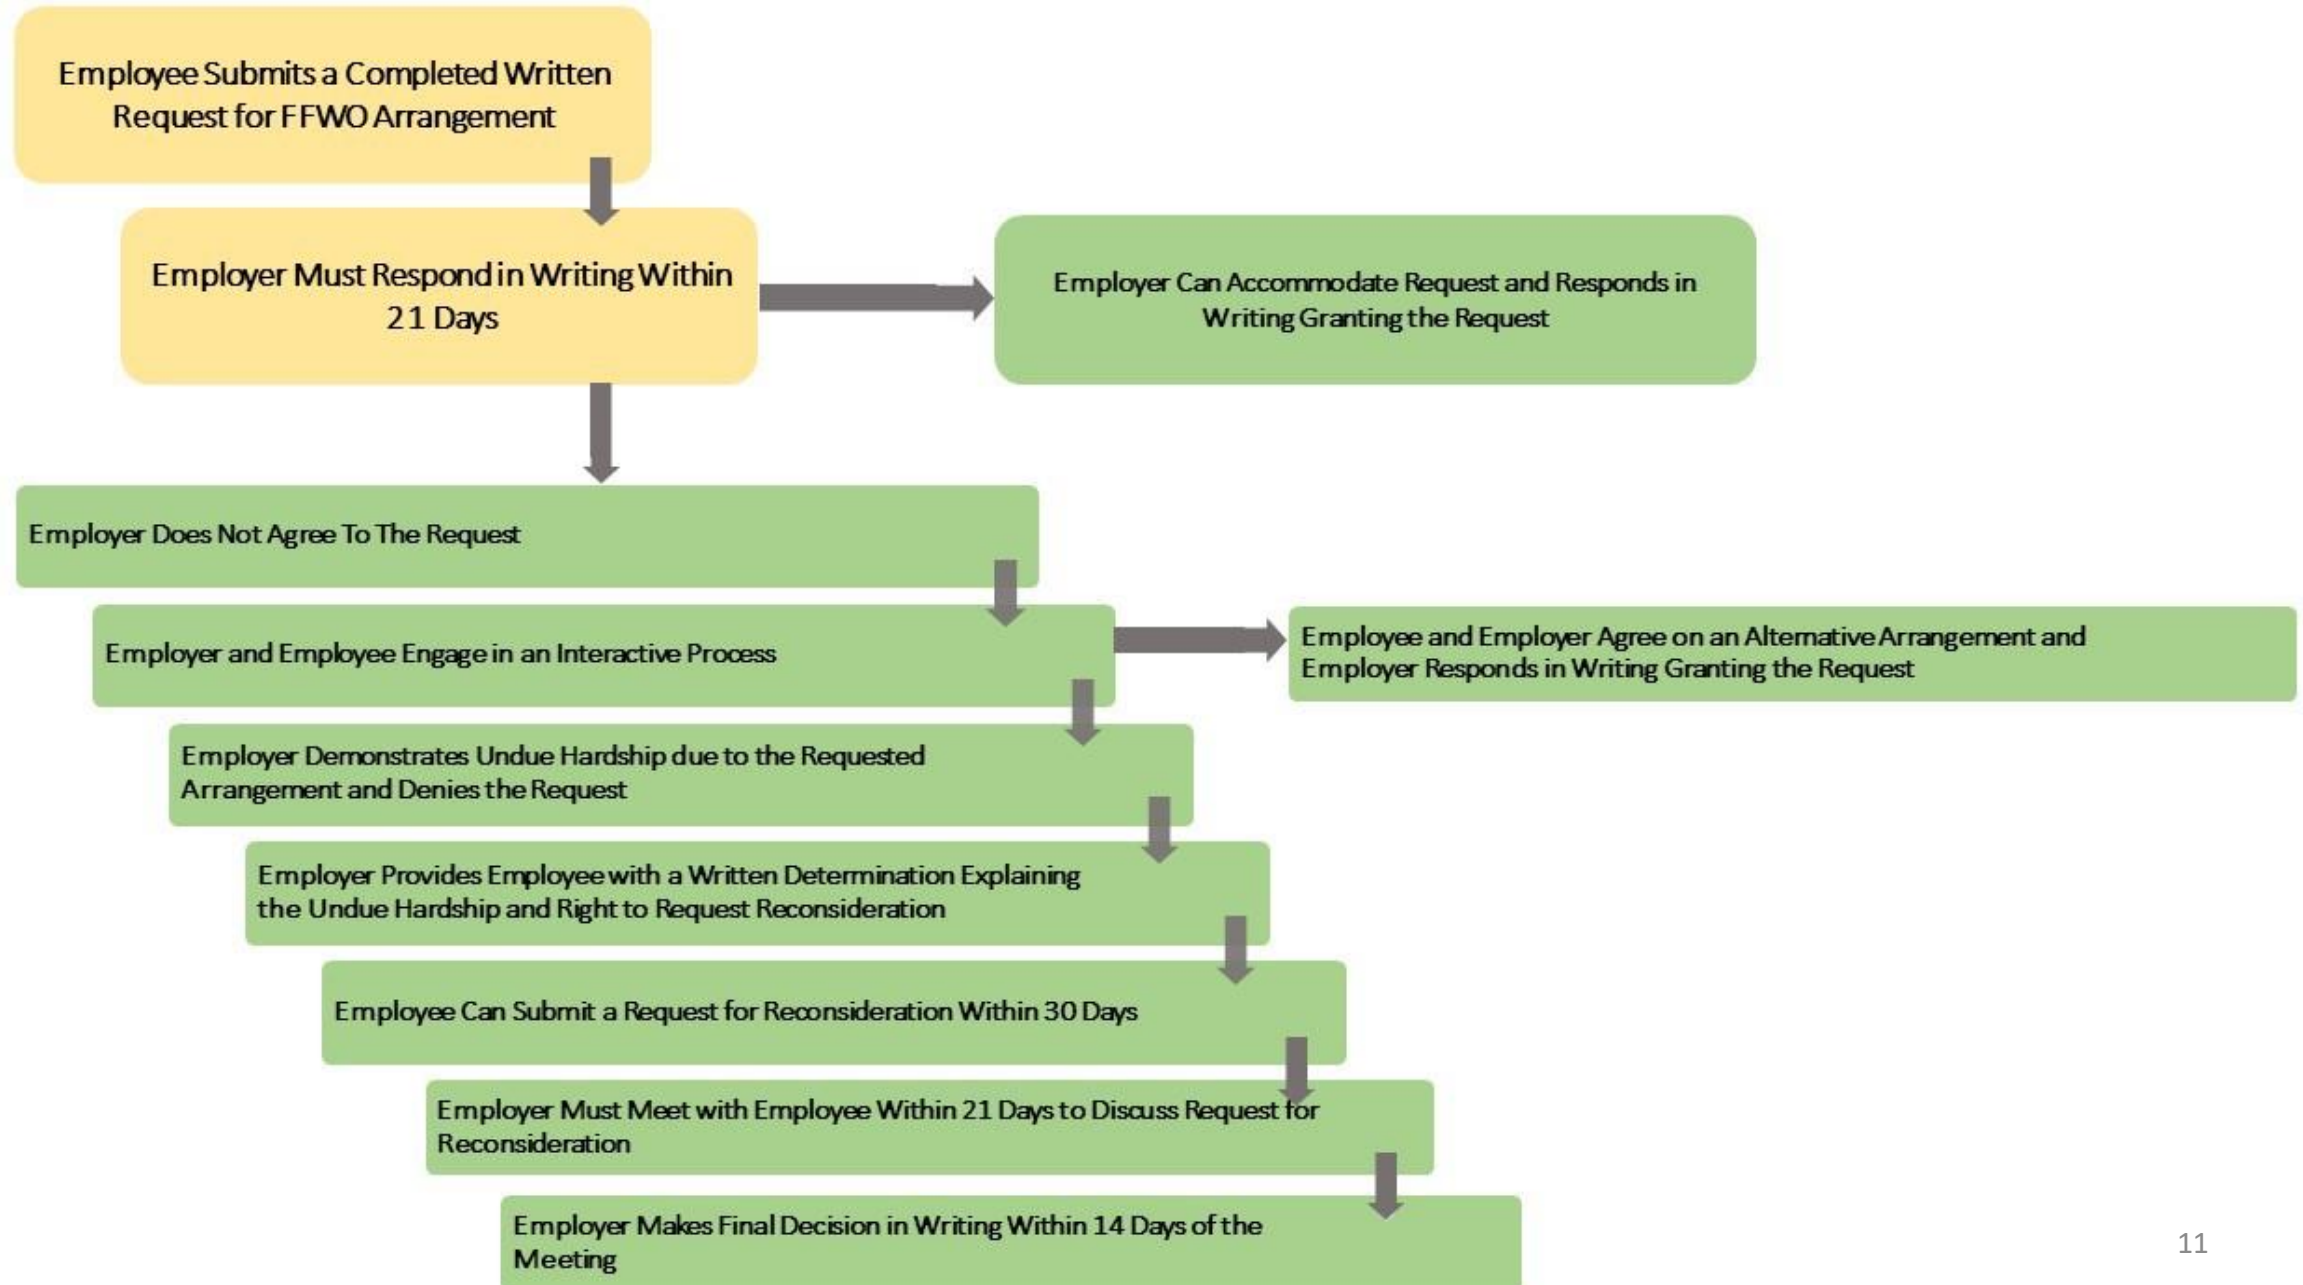 Employee Submits a Completed Written
Request for FFWO Arrangement
Employer Must Respond in Writing Within
21 Days
Employer Can Accommodate Request and Responds in
Writing Granting the Request
Employer Does Not Agree To The Request
Employer and Employee Engage in an Interactive Process
Employee and Employer Agree on an Alternative Arrangement and
Employer Responds in Writing Granting the Request
Employer Demonstrates Undue Hardship due to the Requested
Arrangement and Denies the Request
Employer Provides Employee with a Written Determination Explaining
the Undue Hardship and Right to Request Reconsideration
Employee Can Submit a Request for Reconsideration Within 30 Days
Employer Must Meet with Employee Within 21 Days to Discuss Request for
Reconsideration
Employer Makes Final Decision in Writing Within 14 Days of the
Meeting
11